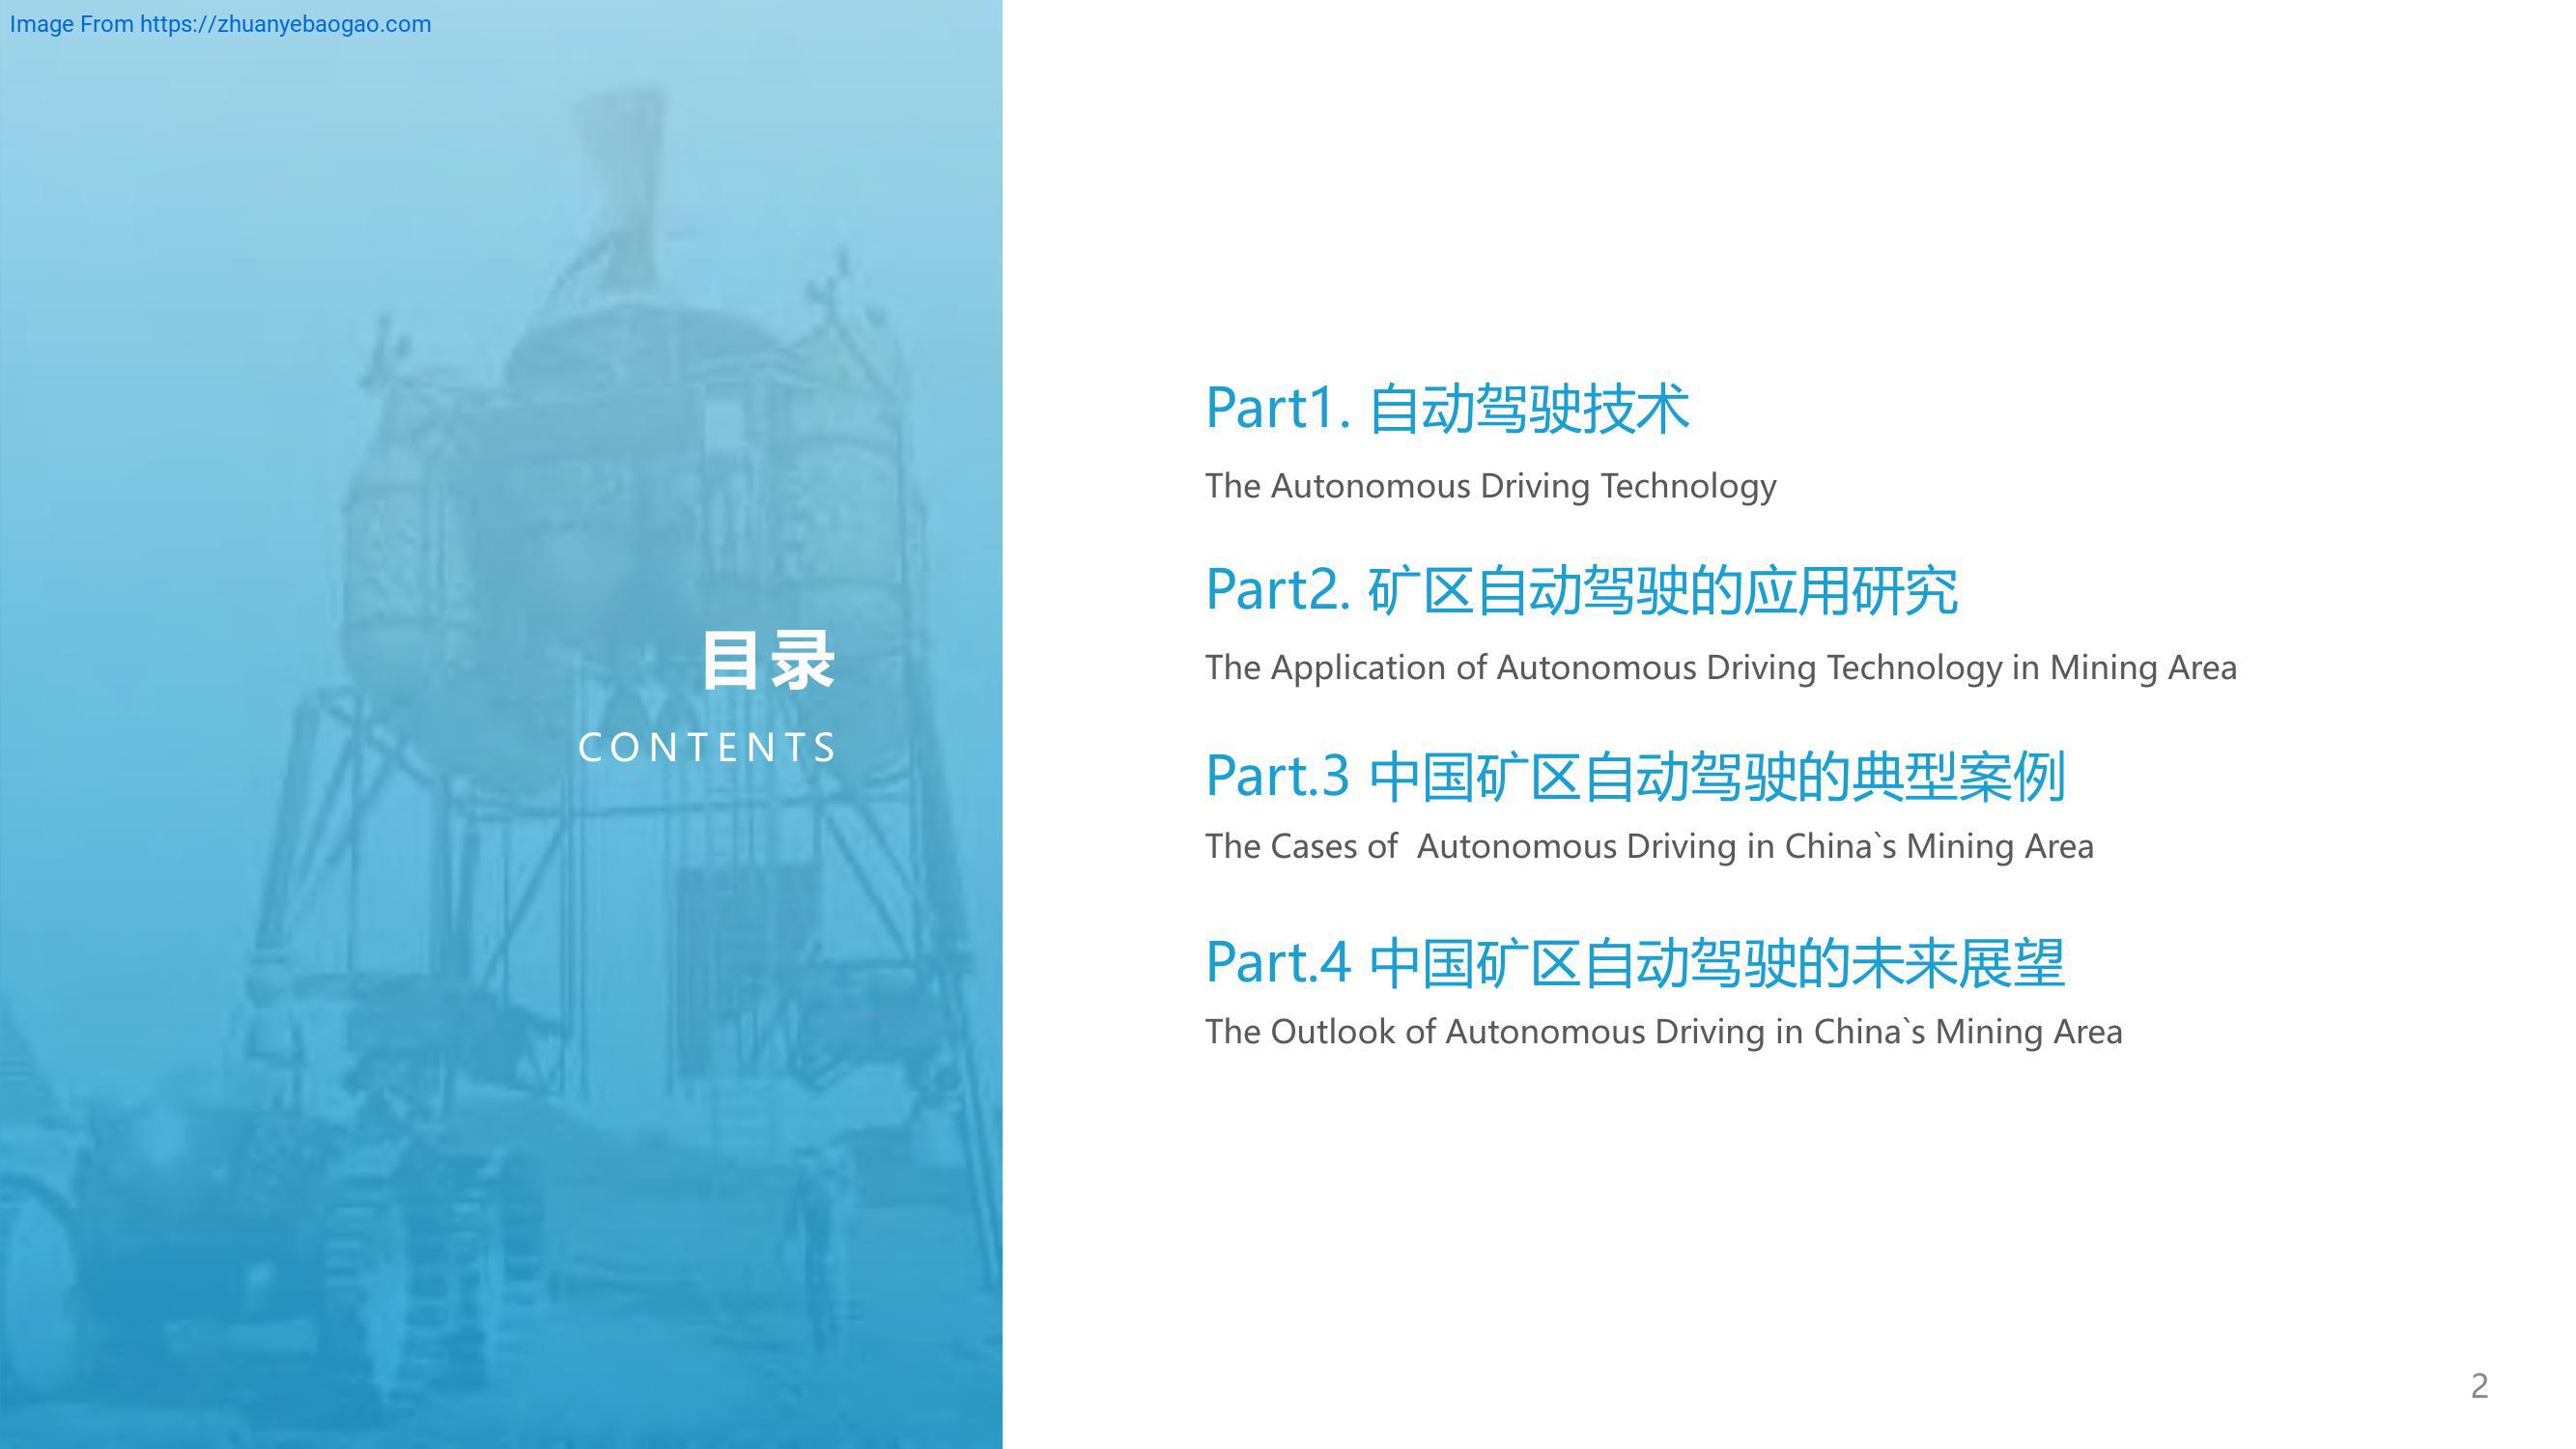 Image From https://zhuanyebaogao.com
目录
CONTENTS
Part1. 自动驾驶技术
The Autonomous Driving Technology
Part2. 矿区自动驾驶的应用研究
The Application of Autonomous Driving Technology in Mining Area
Part.3 中国矿区自动驾驶的典型案例
The Cases of  Autonomous Driving in China`s Mining Area
Part.4 中国矿区自动驾驶的未来展望
The Outlook of Autonomous Driving in China`s Mining Area
2